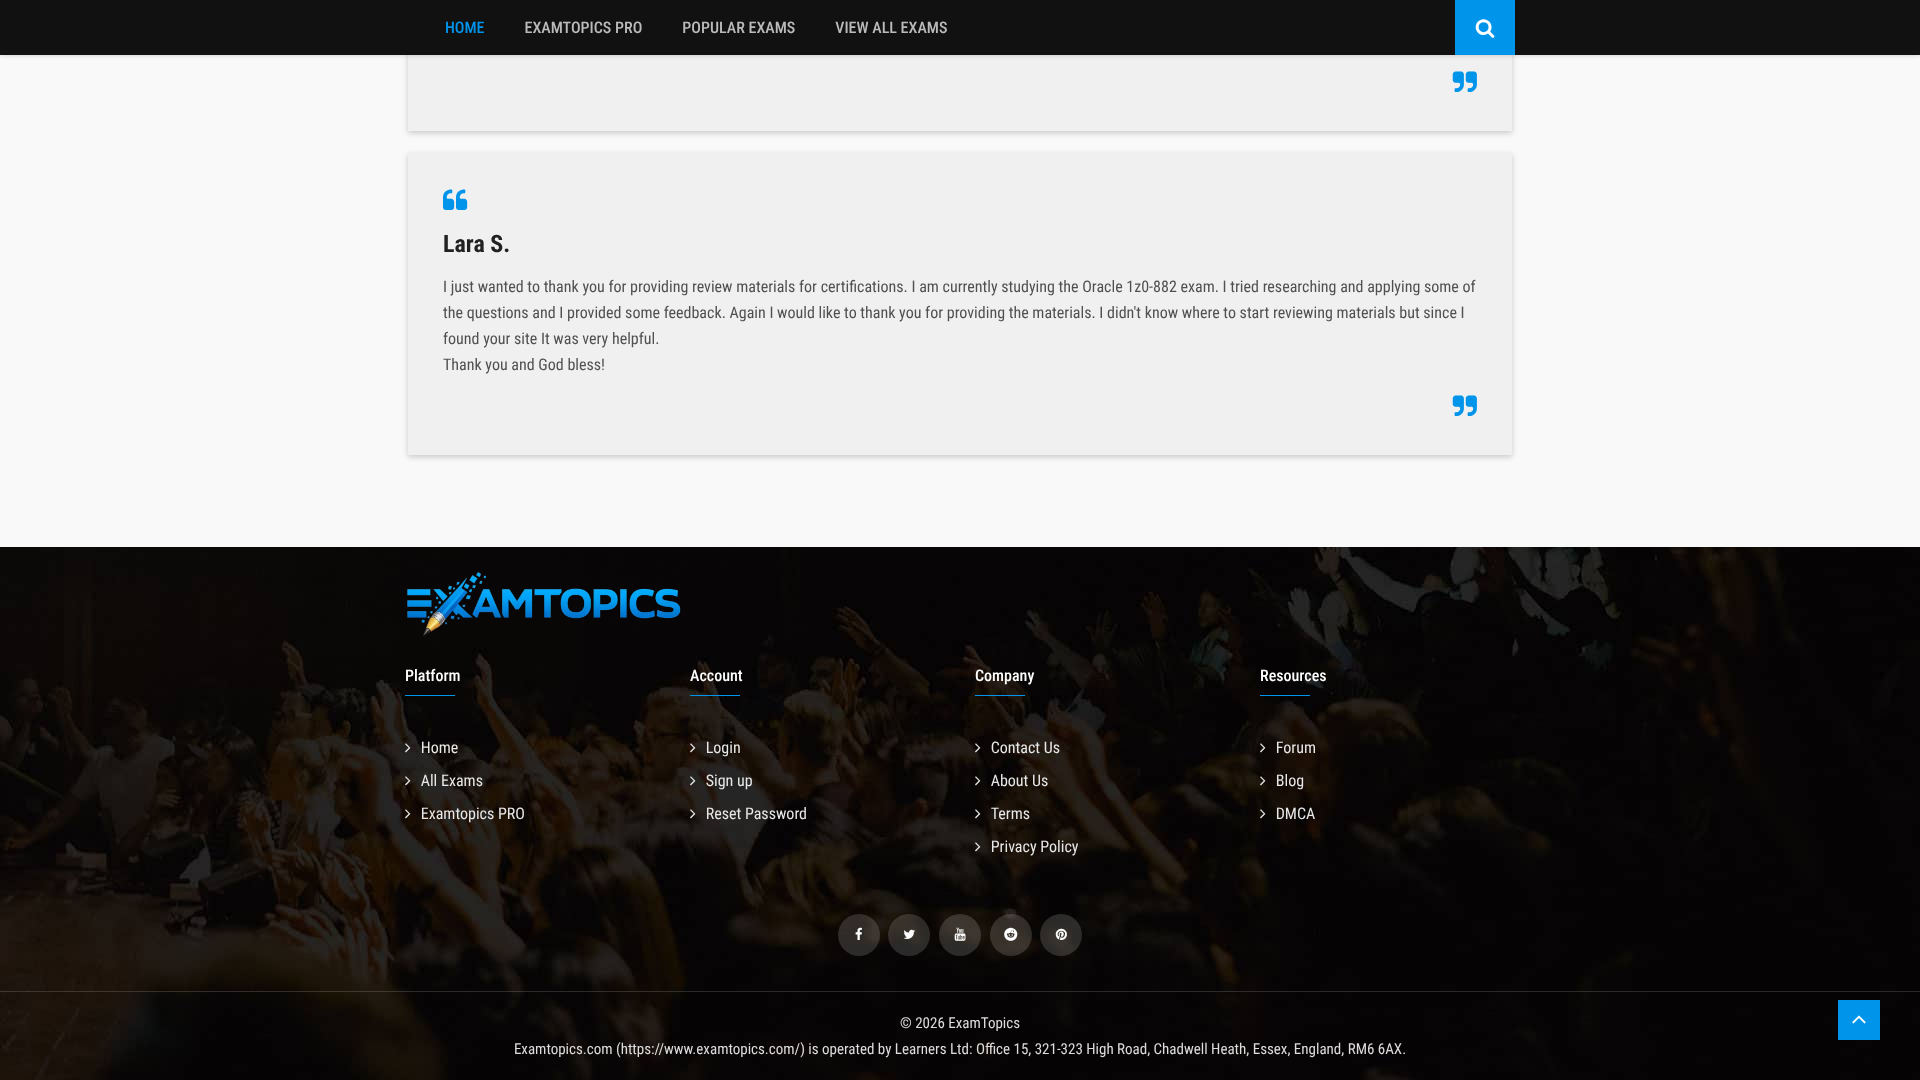 HOME EXAMTOPICS PRO POPULAR EXAMS VIEW ALL EXAMS
Lara S.
I just wanted to thank you for providing review materials for certifications. I am currently studying the Oracle 1z0-882 exam. I tried researching and applying some of
the questions and I provided some feedback. Again I would like to thank you for providing the materials. I didn't know where to start reviewing materials but since I
found your site It was very helpful.
Thank you and God bless!
EXAMTOPICS
Platform
Home
All Exams
Examtopics PRO
Account
Login
Sign up
Reset Password
Company
Contact Us
About Us
Terms
Privacy Policy
Resources
Forum
Blog
DMCA
© 2026 ExamTopics
Examtopics.com (https://www.examtopics.com/) is operated by Learners Ltd: Office 15, 321-323 High Road, Chadwell Heath, Essex, England, RM6 6AX.